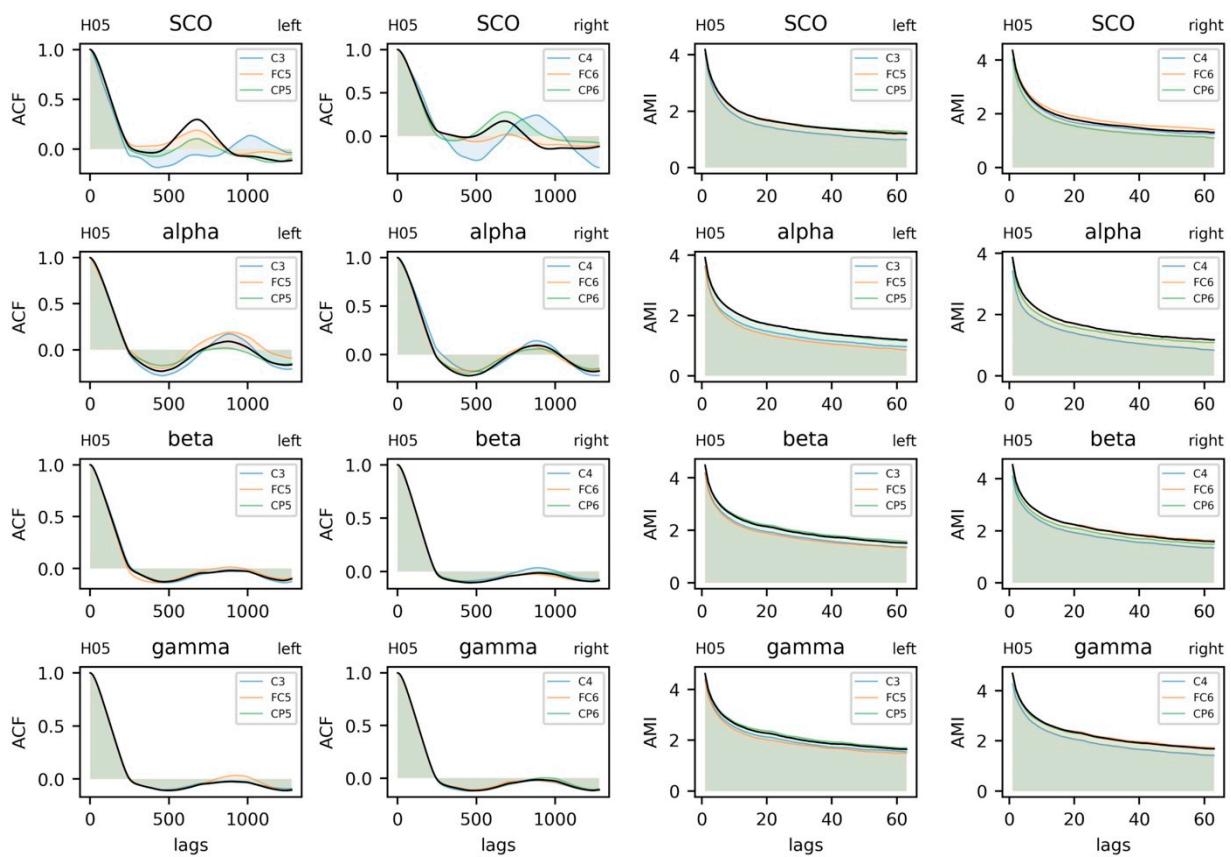 H05 SCO left H05 SCO right H05 SCO left H05 SCO right
1.0 0.5 0.0 ACF C3 FC5 CP5 0 500 1000
1.0 0.5 0.0 ACF C4 FC6 CP6 0 500 1000
4 2 0 AMI C3 FC5 CP5 0 20 40 60
4 2 0 AMI C4 FC6 CP6 0 20 40 60
H05 alpha left H05 alpha right H05 alpha left H05 alpha right
1.0 0.5 0.0 ACF C3 FC5 CP5 0 500 1000
1.0 0.5 0.0 ACF C4 FC6 CP6 0 500 1000
4 2 0 AMI C3 FC5 CP5 0 20 40 60
4 2 0 AMI C4 FC6 CP6 0 20 40 60
H05 beta left H05 beta right H05 beta left H05 beta right
1.0 0.5 0.0 ACF C3 FC5 CP5 0 500 1000
1.0 0.5 0.0 ACF C4 FC6 CP6 0 500 1000
4 2 0 AMI C3 FC5 CP5 0 20 40 60
4 2 0 AMI C4 FC6 CP6 0 20 40 60
H05 gamma left H05 gamma right H05 gamma left H05 gamma right
1.0 0.5 0.0 ACF C3 FC5 CP5 0 500 1000
1.0 0.5 0.0 ACF C4 FC6 CP6 0 500 1000
4 2 0 AMI C3 FC5 CP5 0 20 40 60
4 2 0 AMI C4 FC6 CP6 0 20 40 60
lags lags lags lags